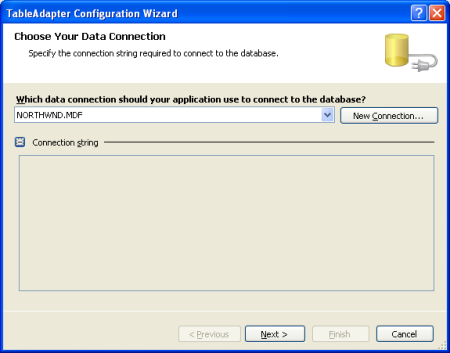 TableAdapter Configuration Wizard
Choose Your Data Connection
Specify the connection string required to connect to the database.
Which data connection should your application use to connect to the database?
NORTHWND.MDF
New Connection...
Connection string
< Previous
Next >
Finish
Cancel